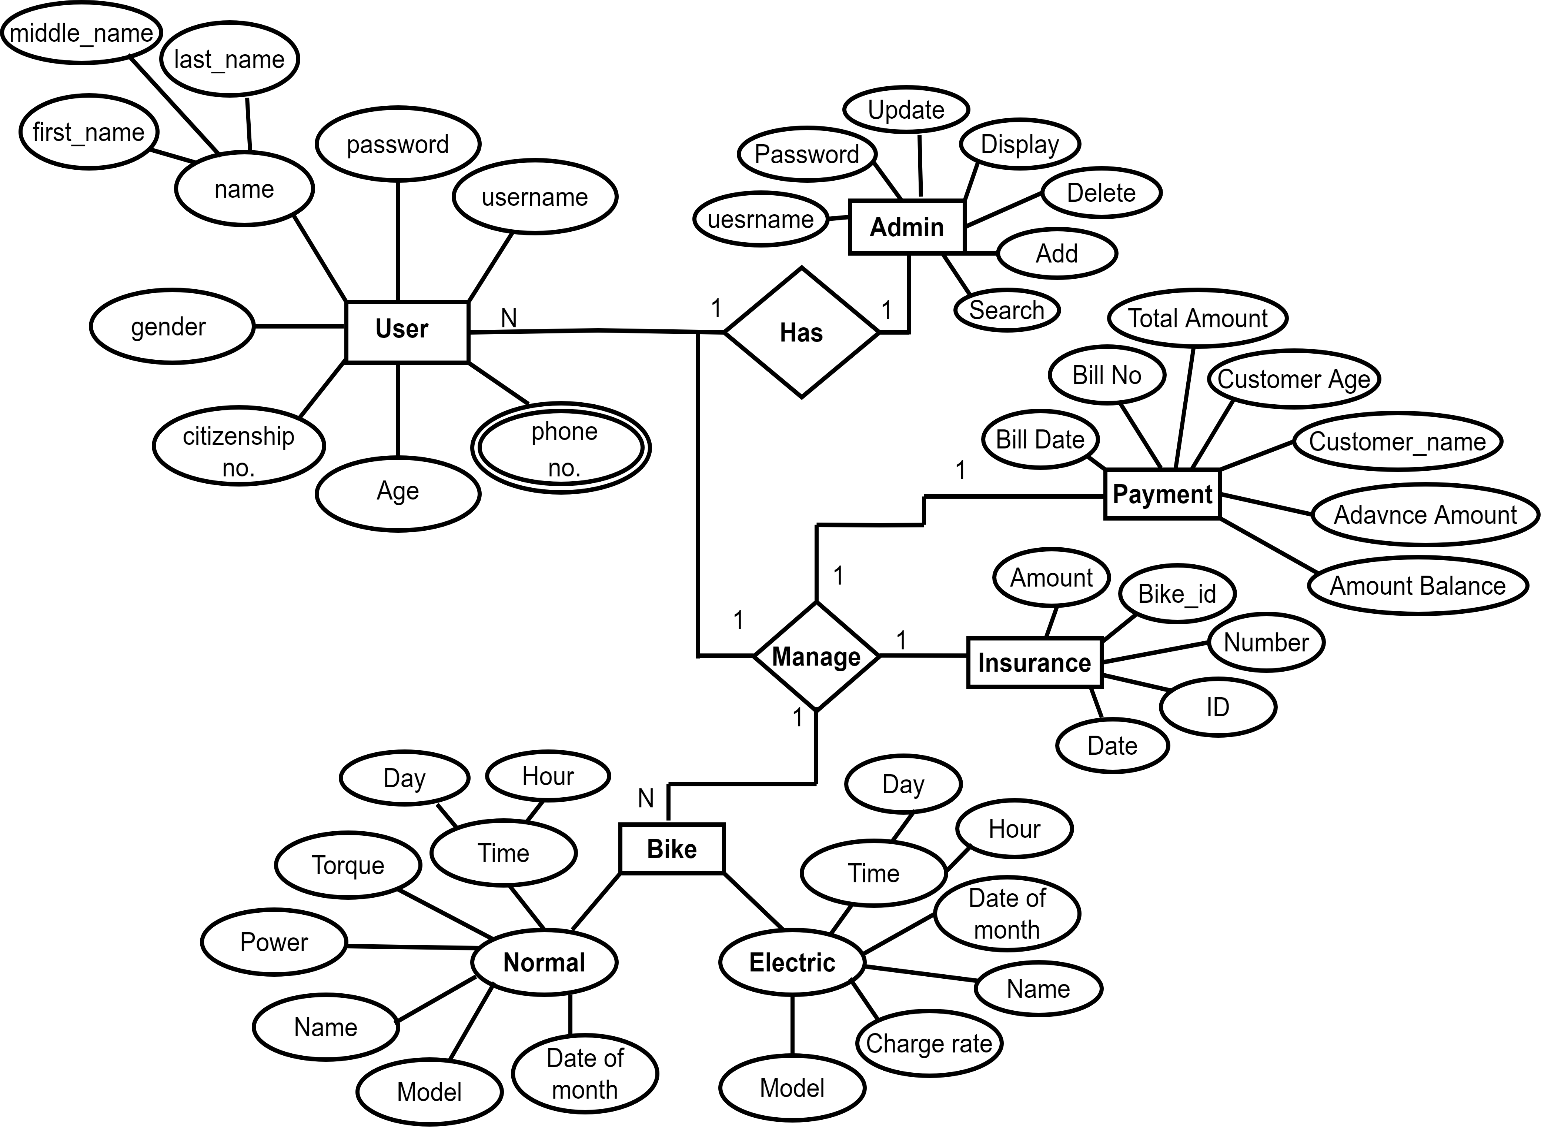 middle_name
last_name
first_name
name
password
username
gender
User
N
citizenship
no.
Age
phone
no.
Update
Password
Display
uesrname
Admin
Delete
Add
Search
1
Has
1
Total Amount
Bill No
Customer Age
Bill Date
Customer_name
1
Payment
Adavnce Amount
Amount Balance
1
Amount
Bike_id
1
Manage
1
Insurance
Number
ID
Date
1
N
Bike
Day
Hour
Time
Torque
Power
Normal
Name
Model
Date of
month
Day
Hour
Time
Date of
month
Electric
Name
Charge rate
Model